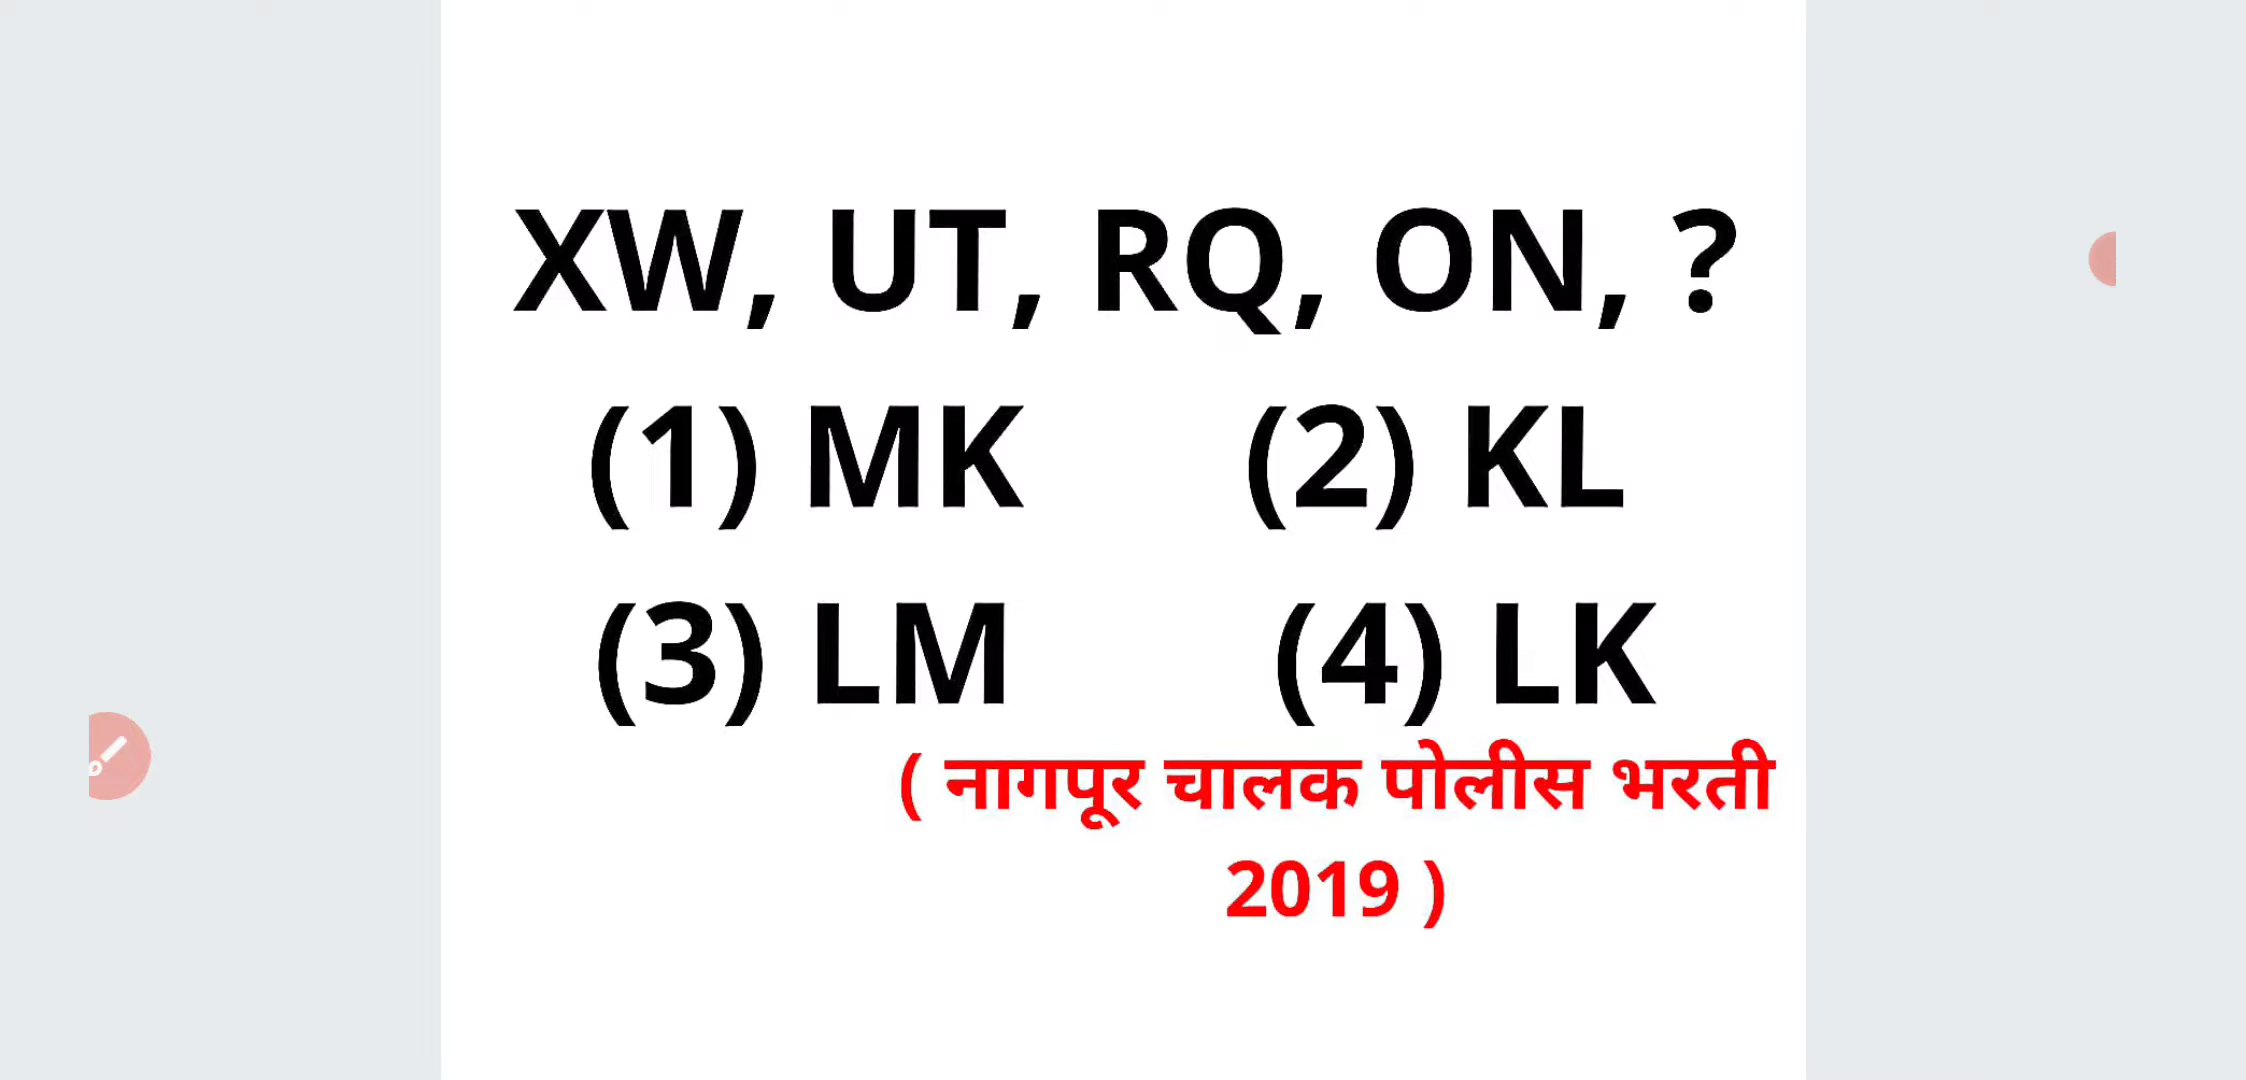 XW, UT, RQ, ON, ?
(1) MK (2) KL
(3) LM (4) LK
( नागपूर चालक पोलीस भरती
2019 )